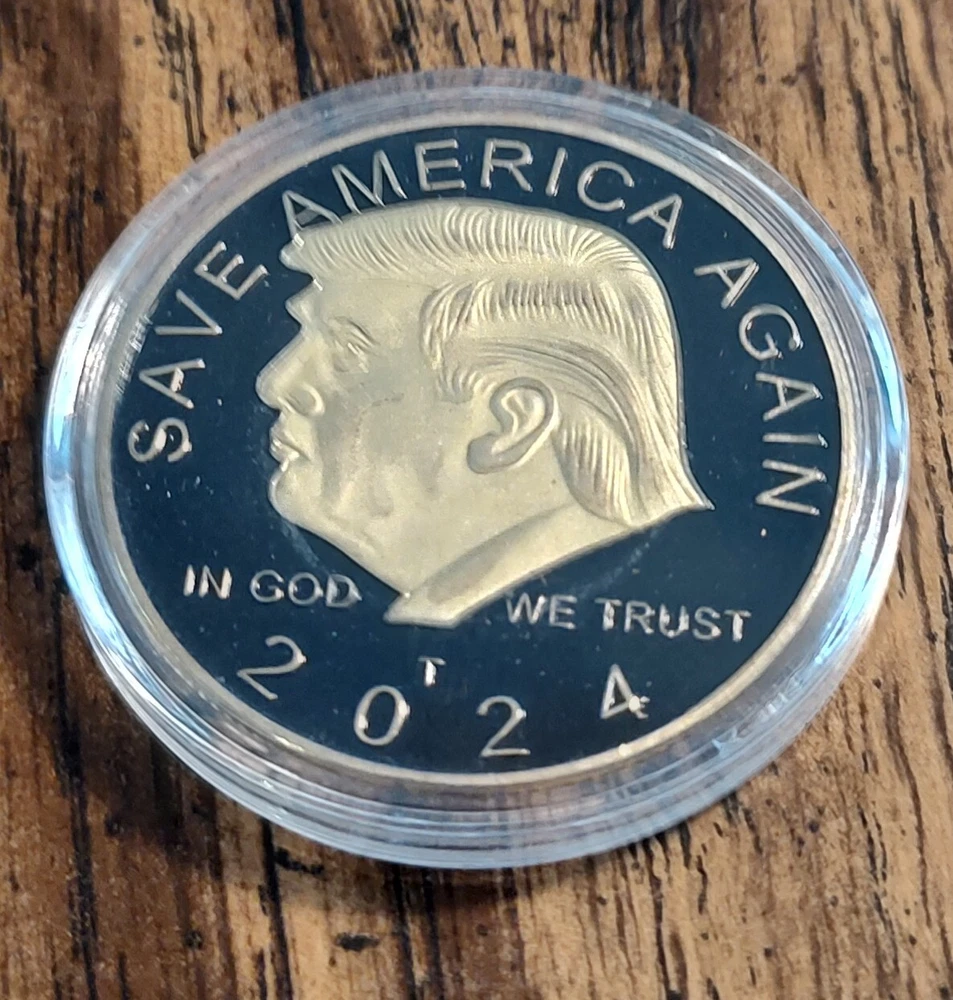 SAVE AMERICA AGAIN
IN GOD WE TRUST
T
2024